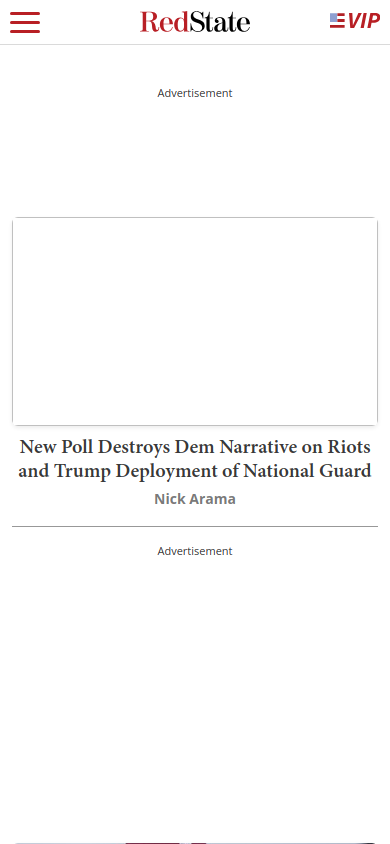 RedState
VIP
Advertisement
New Poll Destroys Dem Narrative on Riots
and Trump Deployment of National Guard
Nick Arama
Advertisement